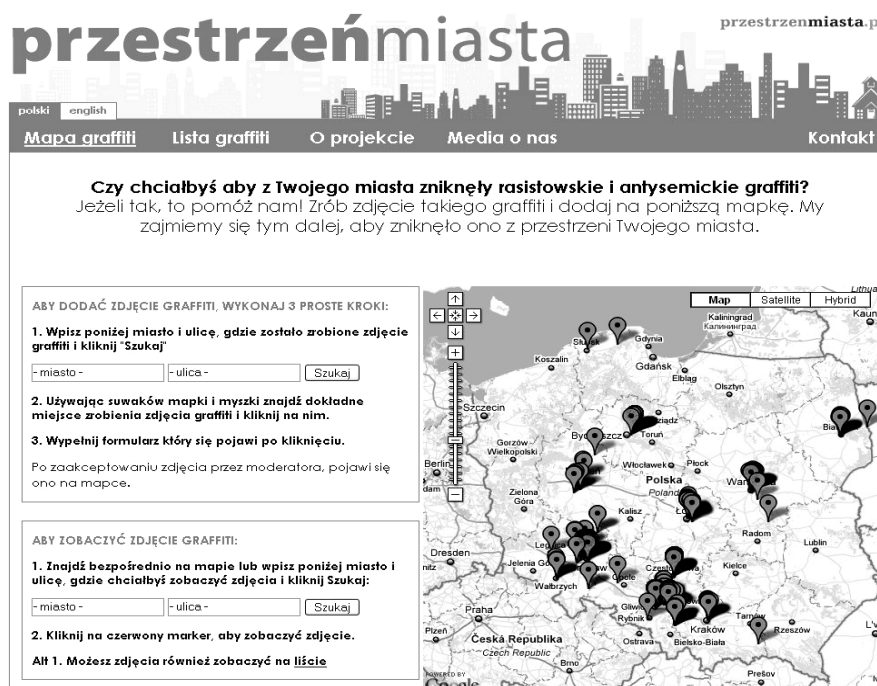 przestrzeńmiasta
przestrzenmiasta.p
polski english
Mapa graffiti Lista graffiti O projekcie Media o nas Kontakt
Czy chciałbyś aby z Twojego miasta zniknęły rasistowskie i antysemickie graffiti?
Jeżeli tak, to pomóż nam! Zrób zdjęcie takiego graffiti i dodaj na poniższą mapkę. My
zajmiemy się tym dalej, aby zniknęło ono z przestrzeni Twojego miasta.
ABY DODAĆ ZDJĘCIE GRAFFITI, WYKONAJ 3 PROSTE KROKI:
1. Wpisz poniżej miasto i ulicę, gdzie zostało zrobione zdjęcie
graffiti i kliknij "Szukaj"
- miasto - - ulica - Szukaj
2. Używając suwaków mapki i myszki znajdź dokładne
miejsce zrobienia zdjęcia graffiti i kliknij na nim.
3. Wypełnij formularz który się pojawi po kliknięciu.
Po zaakceptowaniu zdjęcia przez moderatora, pojawi się
ono na mapce.
ABY ZOBACZYĆ ZDJĘCIE GRAFFITI:
1. Znajdź bezpośrednio na mapie lub wpisz poniżej miasto i
ulicę, gdzie chciałbyś zobaczyć zdjęcia i kliknij Szukaj:
- miasto - - ulica - Szukaj
2. Kliknij na czerwony marker, aby zobaczyć zdjęcie.
Alt 1. Możesz zdjęcia również zobaczyć na liście
Map Satellite Hybrid
Kaliningrad
Калининград
Gdynia
Koszalin
Gdańsk
Elbląg
Olsztyn
Szczecin
Toruń
Gorzów
Wielkopolski
Włocławek
Płock
Berlin
Polska
Poland
Zielona
Góra
Kalisz
Radom
Lublin
Dresden
Jelenia
Kielce
Wałbrzych
Praha
Gliwi
Rybnik
Kraków
Rzeszów
Plzeň
Česká Republika
Czech Republic
Ostrava
Bielsko-Biała
Brno
Prešov
POWERED BY
Google